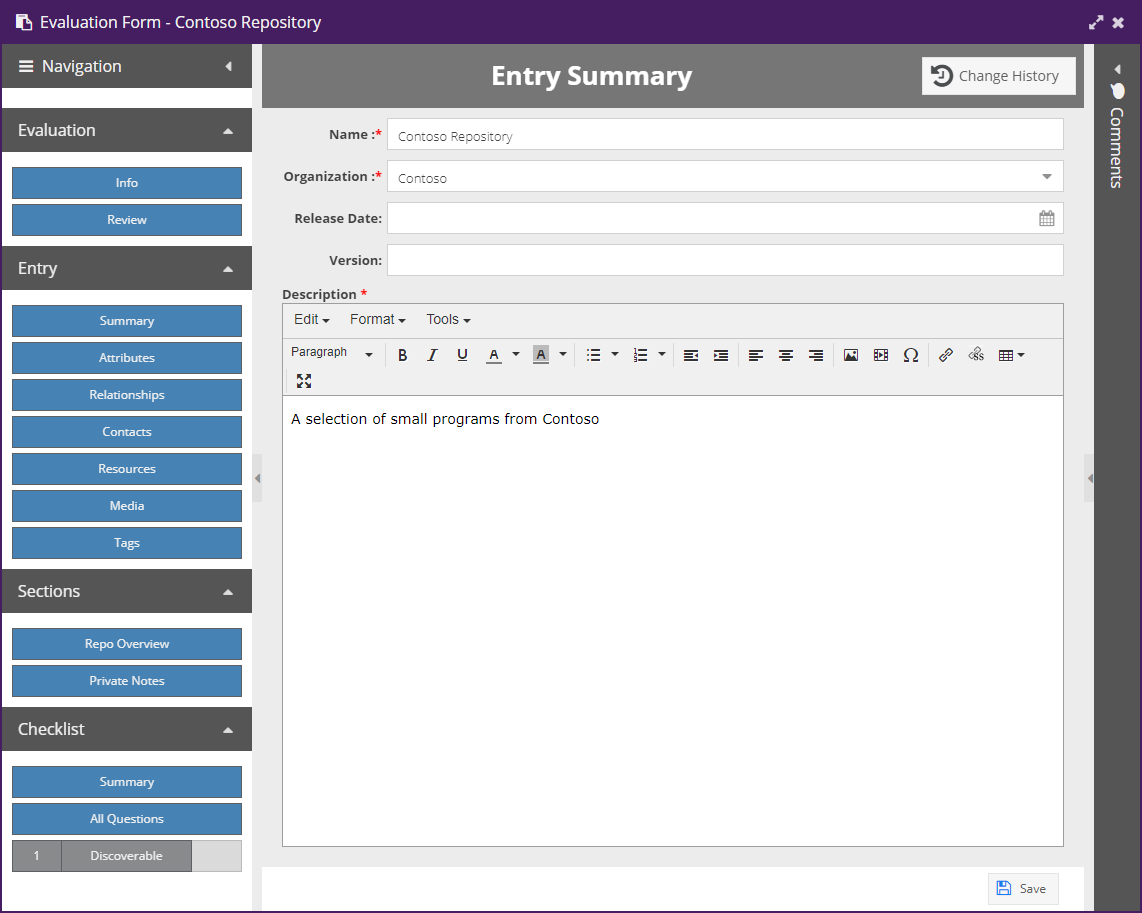 Evaluation Form - Contoso Repository
Navigation
Evaluation
Info
Review
Entry
Summary
Attributes
Relationships
Contacts
Resources
Media
Tags
Sections
Repo Overview
Private Notes
Checklist
Summary
All Questions
1 Discoverable
Entry Summary
Change History
Name :* Contoso Repository
Organization :* Contoso
Release Date:
Version:
Description *
Edit Format Tools
Paragraph B I U A A Ω
A selection of small programs from Contoso
Save
Comments